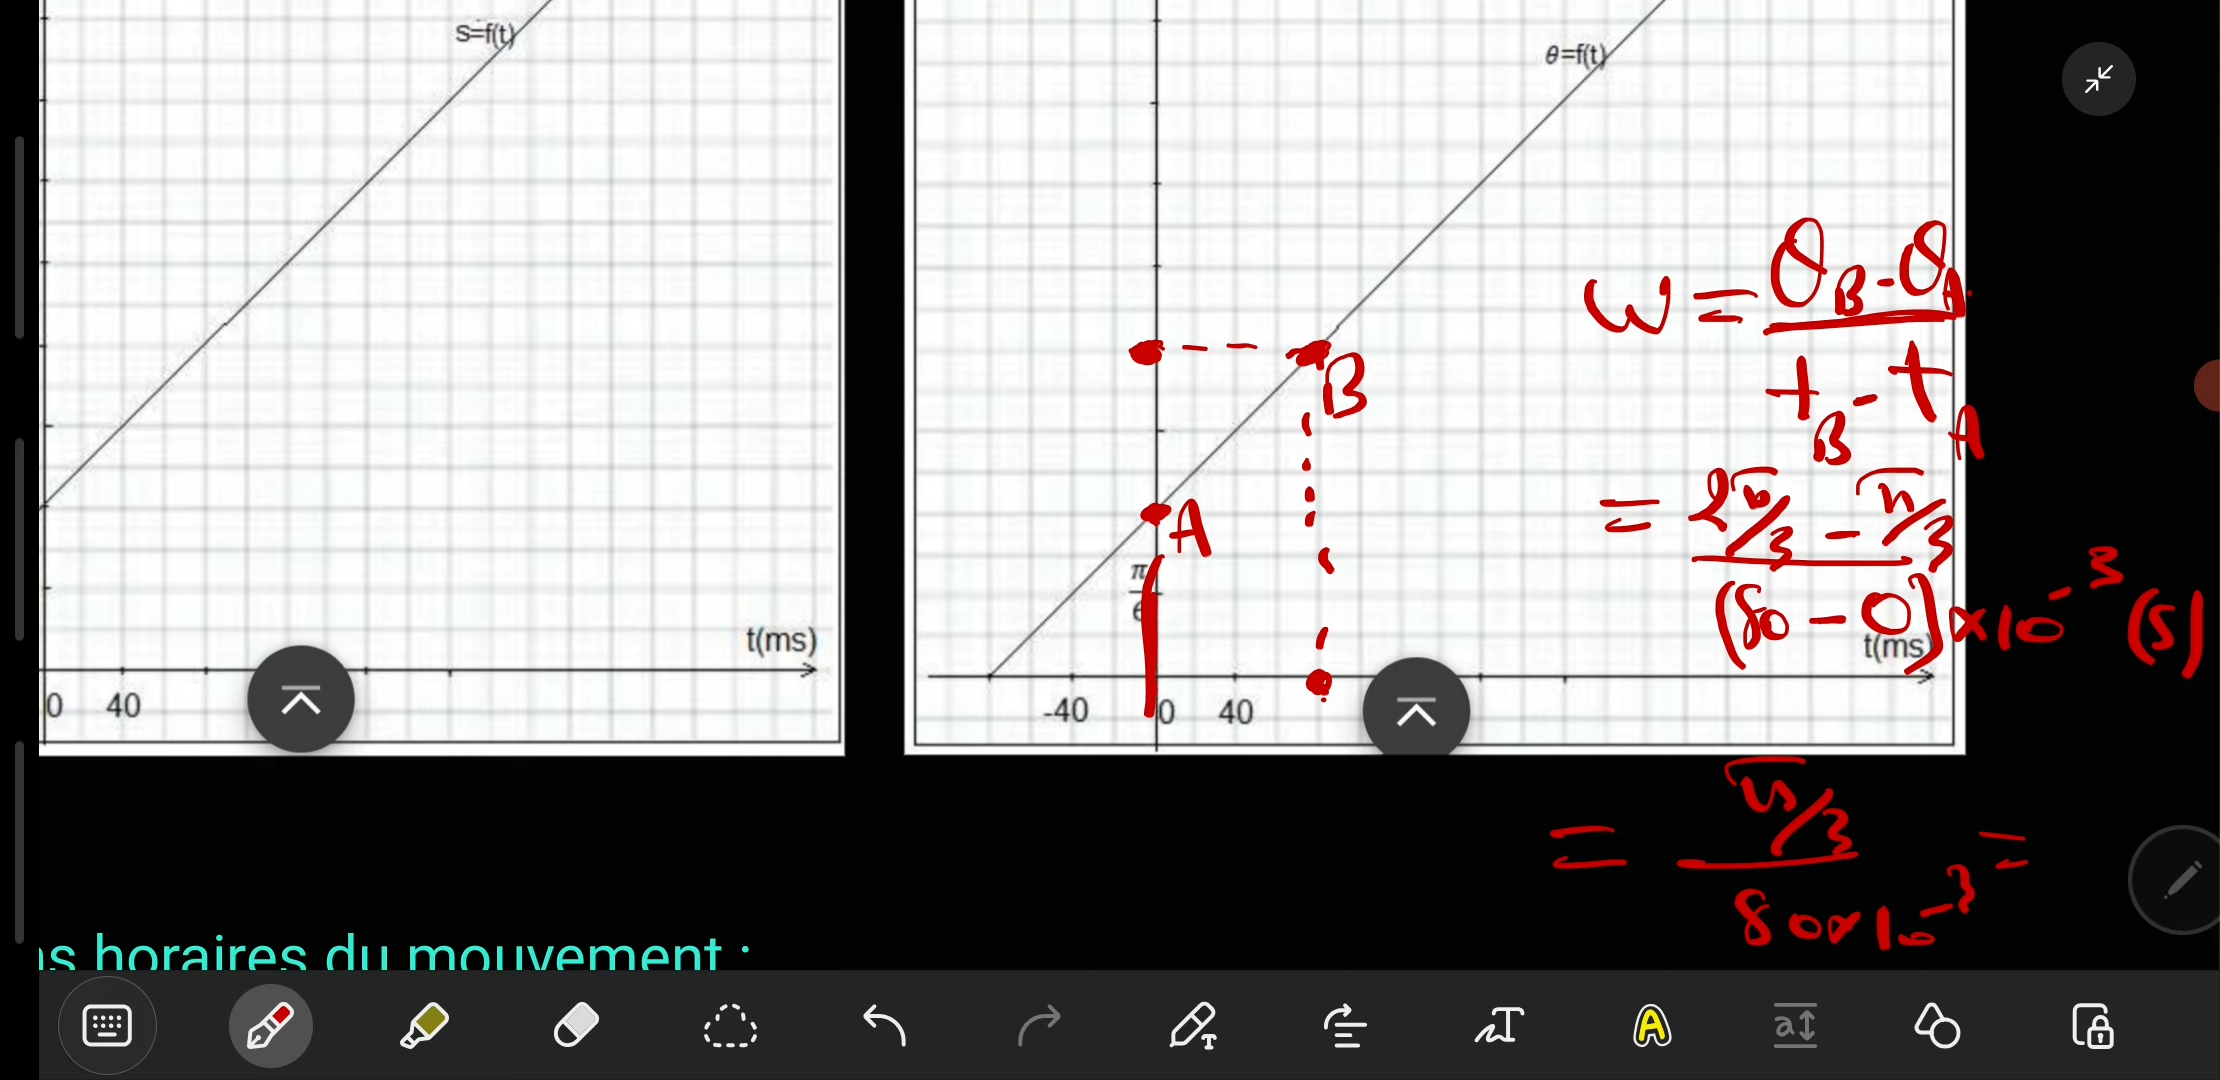 S=f(t)
t(ms)
0 40
θ=f(t)
π/6
t(ms)
-40 0 40
A
B
ω = (θB - θA)/(tB - tA)
= (2π/3 - π/3)/((80 - 0)×10⁻³(s)
= (π/3)/(80×10⁻³) =
s horaires du mouvement :